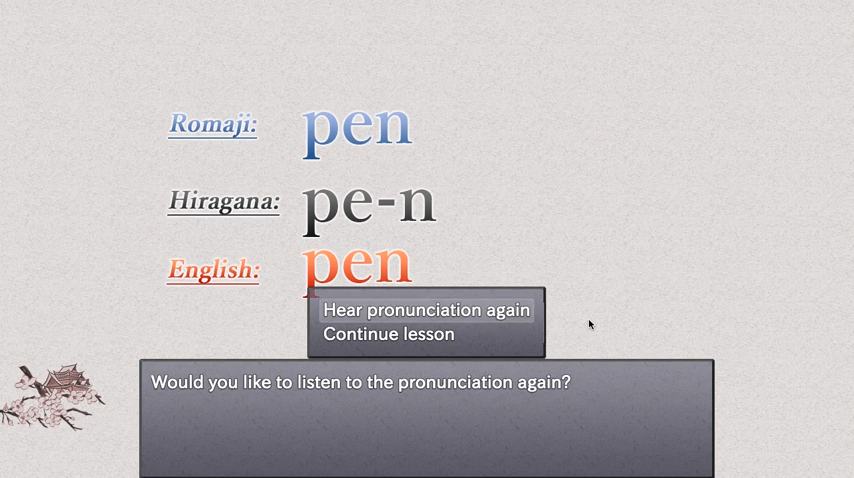 Romaji: pen
Hiragana: pe-n
English: pen
Hear pronunciation again
Continue lesson
Would you like to listen to the pronunciation again?